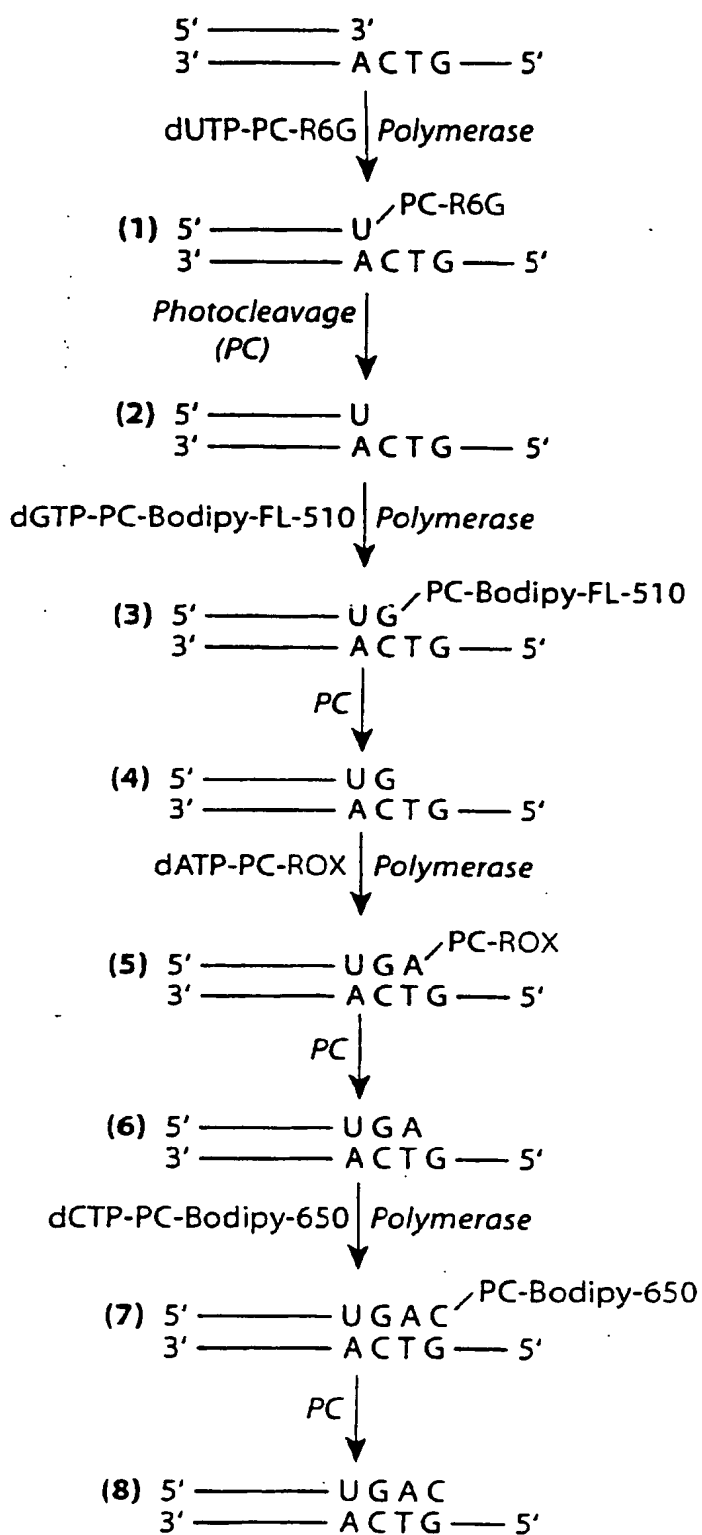 5′ 3′
3′ A C T G 5′
dUTP-PC-R6G Polymerase
PC-R6G
(1) 5′ U
3′ A C T G 5′
Photocleavage
(PC)
(2) 5′ U
3′ A C T G 5′
dGTP-PC-Bodipy-FL-510 Polymerase
PC-Bodipy-FL-510
(3) 5′ U G
3′ A C T G 5′
PC
(4) 5′ U G
3′ A C T G 5′
dATP-PC-ROX Polymerase
PC-ROX
(5) 5′ U G A
3′ A C T G 5′
PC
(6) 5′ U G A
3′ A C T G 5′
dCTP-PC-Bodipy-650 Polymerase
PC-Bodipy-650
(7) 5′ U G A C
3′ A C T G 5′
PC
(8) 5′ U G A C
3′ A C T G 5′